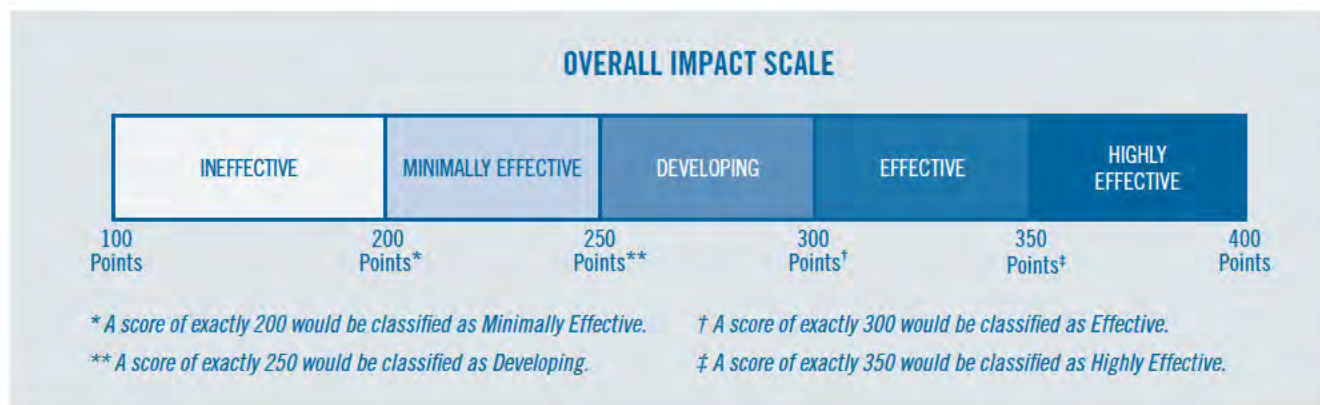 OVERALL IMPACT SCALE
INEFFECTIVE
MINIMALLY EFFECTIVE
DEVELOPING
EFFECTIVE
HIGHLY
EFFECTIVE
100
Points
200
Points*
250
Points**
300
Points†
350
Points‡
400
Points
* A score of exactly 200 would be classified as Minimally Effective.
** A score of exactly 250 would be classified as Developing.
† A score of exactly 300 would be classified as Effective.
‡ A score of exactly 350 would be classified as Highly Effective.